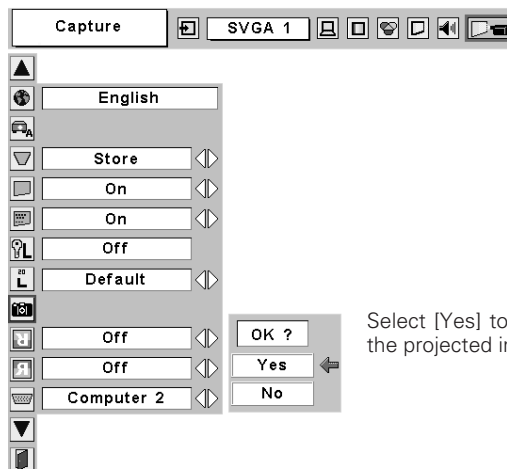 Capture
SVGA 1
English
Store
On
On
Off
20
L
Default
Off
Off
Computer 2
OK ?
Yes
No
Select [Yes] to
the projected